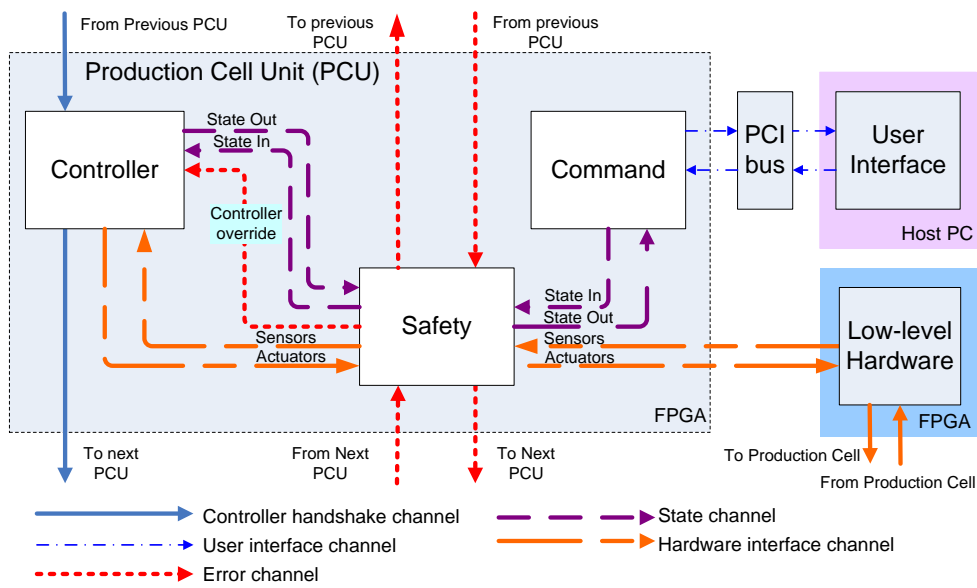 From Previous PCU
To previous
PCU
From previous
PCU
Production Cell Unit (PCU)
Controller
State Out
State In
Controller
override
Command
PCI
bus
User
Interface
Host PC
Safety
State In
State Out
Sensors
Actuators
Sensors
Actuators
Low-level
Hardware
FPGA
FPGA
To next
PCU
From Next
PCU
To Next
PCU
To Production Cell
From Production Cell
Controller handshake channel
User interface channel
Error channel
State channel
Hardware interface channel